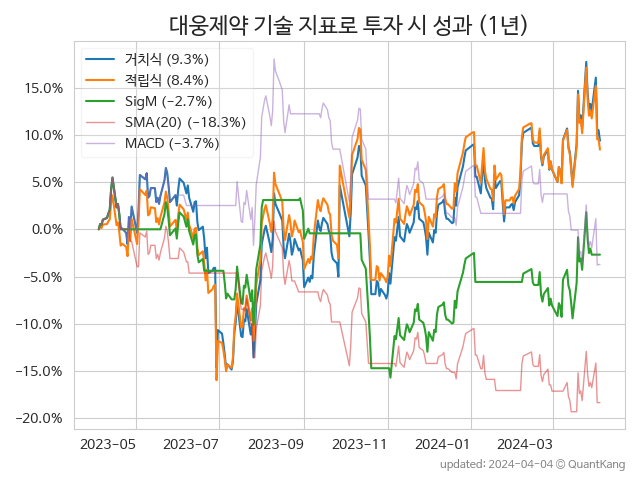 대웅제약 기술 지표로 투자 시 성과 (1년)
거치식 (9.3%)
적립식 (8.4%)
SigM (−2.7%)
SMA(20) (−18.3%)
MACD (−3.7%)
15.0%
10.0%
5.0%
0.0%
−5.0%
−10.0%
−15.0%
−20.0%
2023-05 2023-07 2023-09 2023-11 2024-01 2024-03
updated: 2024-04-04 © QuantKang